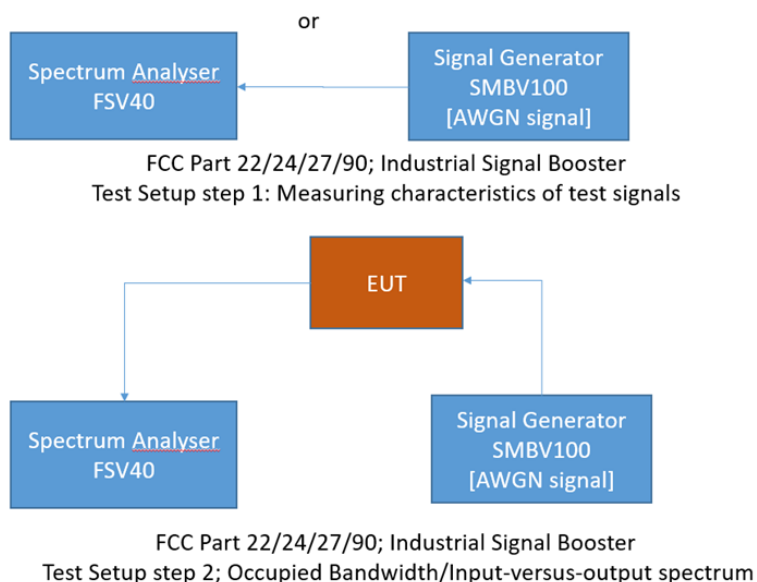 or
Spectrum Analyser
FSV40
Signal Generator
SMBV100
[AWGN signal]
FCC Part 22/24/27/90; Industrial Signal Booster
Test Setup step 1: Measuring characteristics of test signals
EUT
Spectrum Analyser
FSV40
Signal Generator
SMBV100
[AWGN signal]
FCC Part 22/24/27/90; Industrial Signal Booster
Test Setup step 2; Occupied Bandwidth/Input-versus-output spectrum